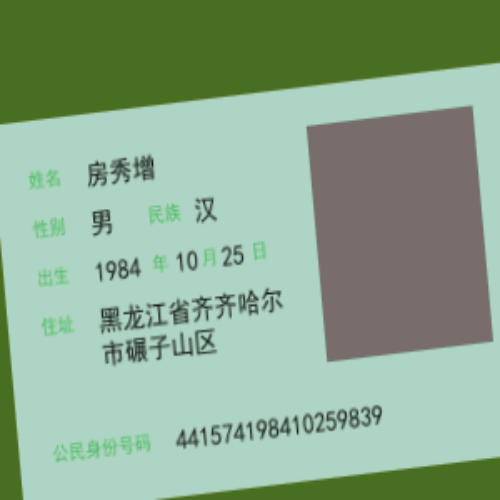 姓名 房秀增
性别 男 民族 汉
出生 1984 年 10 月 25 日
住址 黑龙江省齐齐哈尔
市碾子山区
公民身份号码 441574198410259839